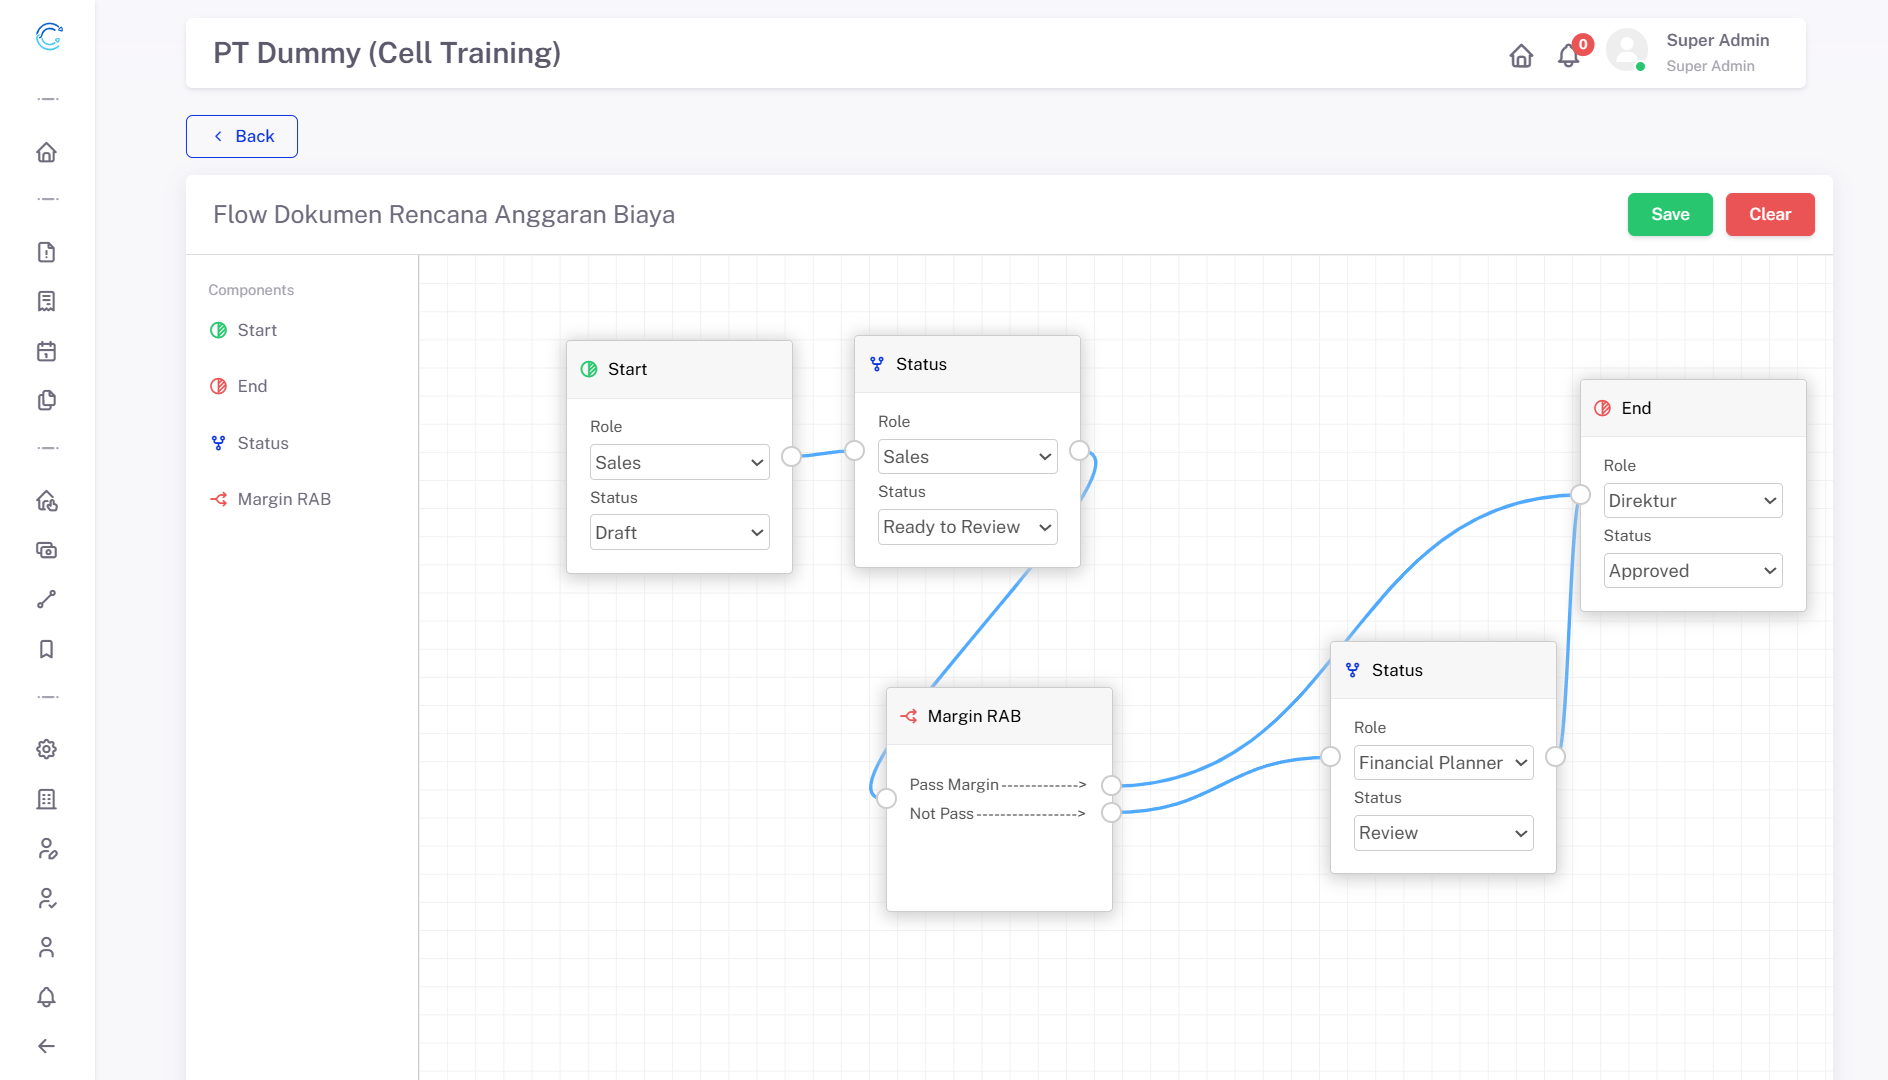 PT Dummy (Cell Training)
0
Super Admin
Super Admin
Back
Flow Dokumen Rencana Anggaran Biaya
Save
Clear
Components
Start
End
Status
Margin RAB
Start
Role
Sales
Status
Draft
Status
Role
Sales
Status
Ready to Review
Margin RAB
Pass Margin ------------->
Not Pass ----------------->
Status
Role
Financial Planner
Status
Review
End
Role
Direktur
Status
Approved